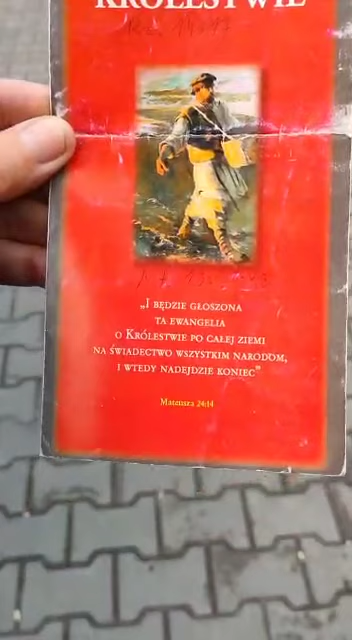 KRÓLESTWIE
„I BĘDZIE GŁOSZONA
TA EWANGELIA
O KRÓLESTWIE PO CAŁEJ ZIEMI
NA ŚWIADECTWO WSZYSTKIM NARODOM,
I WTEDY NADEJDZIE KONIEC”
Mateusza 24:14